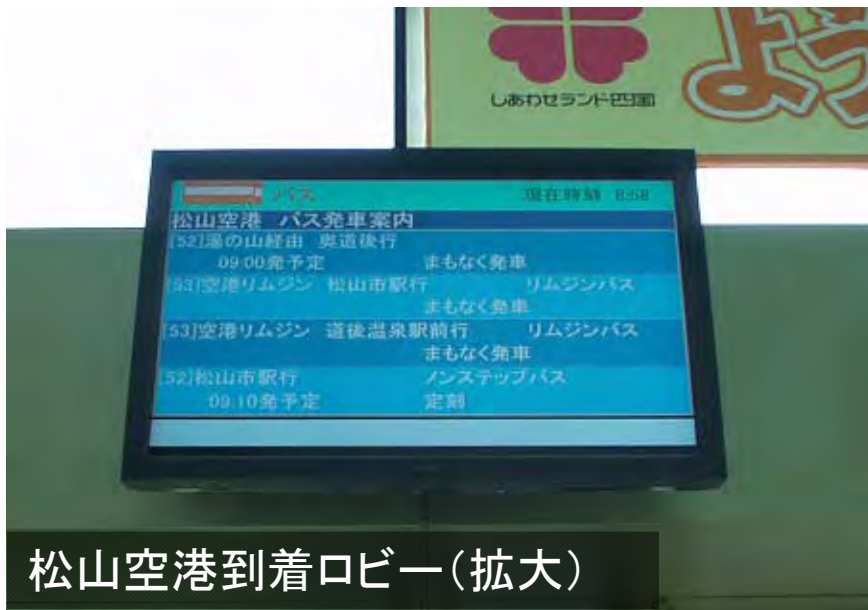 しあわせランド四国
よう
バス 現在時刻 8:58
松山空港 バス発車案内
[52]湯の山経由 奥道後行
09:00発予定 まもなく発車
[53]空港リムジン 松山市駅行 リムジンバス
まもなく発車
[53]空港リムジン 道後温泉駅前行 リムジンバス
まもなく発車
[52]松山市駅行 ノンステップバス
09:10発予定 定刻
松山空港到着ロビー(拡大)